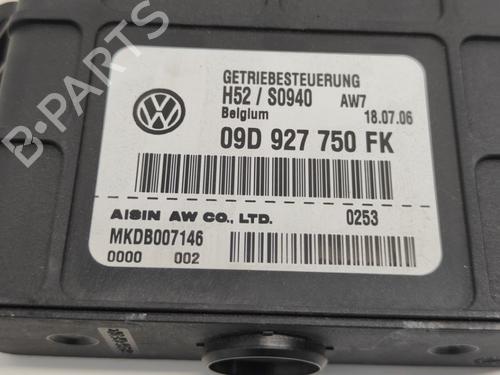 GETRIEBESTEUERUNG
H52 / S0940 AW7
Belgium 18.07.06
09D 927 750 FK
AISIN AW CO., LTD. 0253
MKDB007146
0000 002
B-Parts